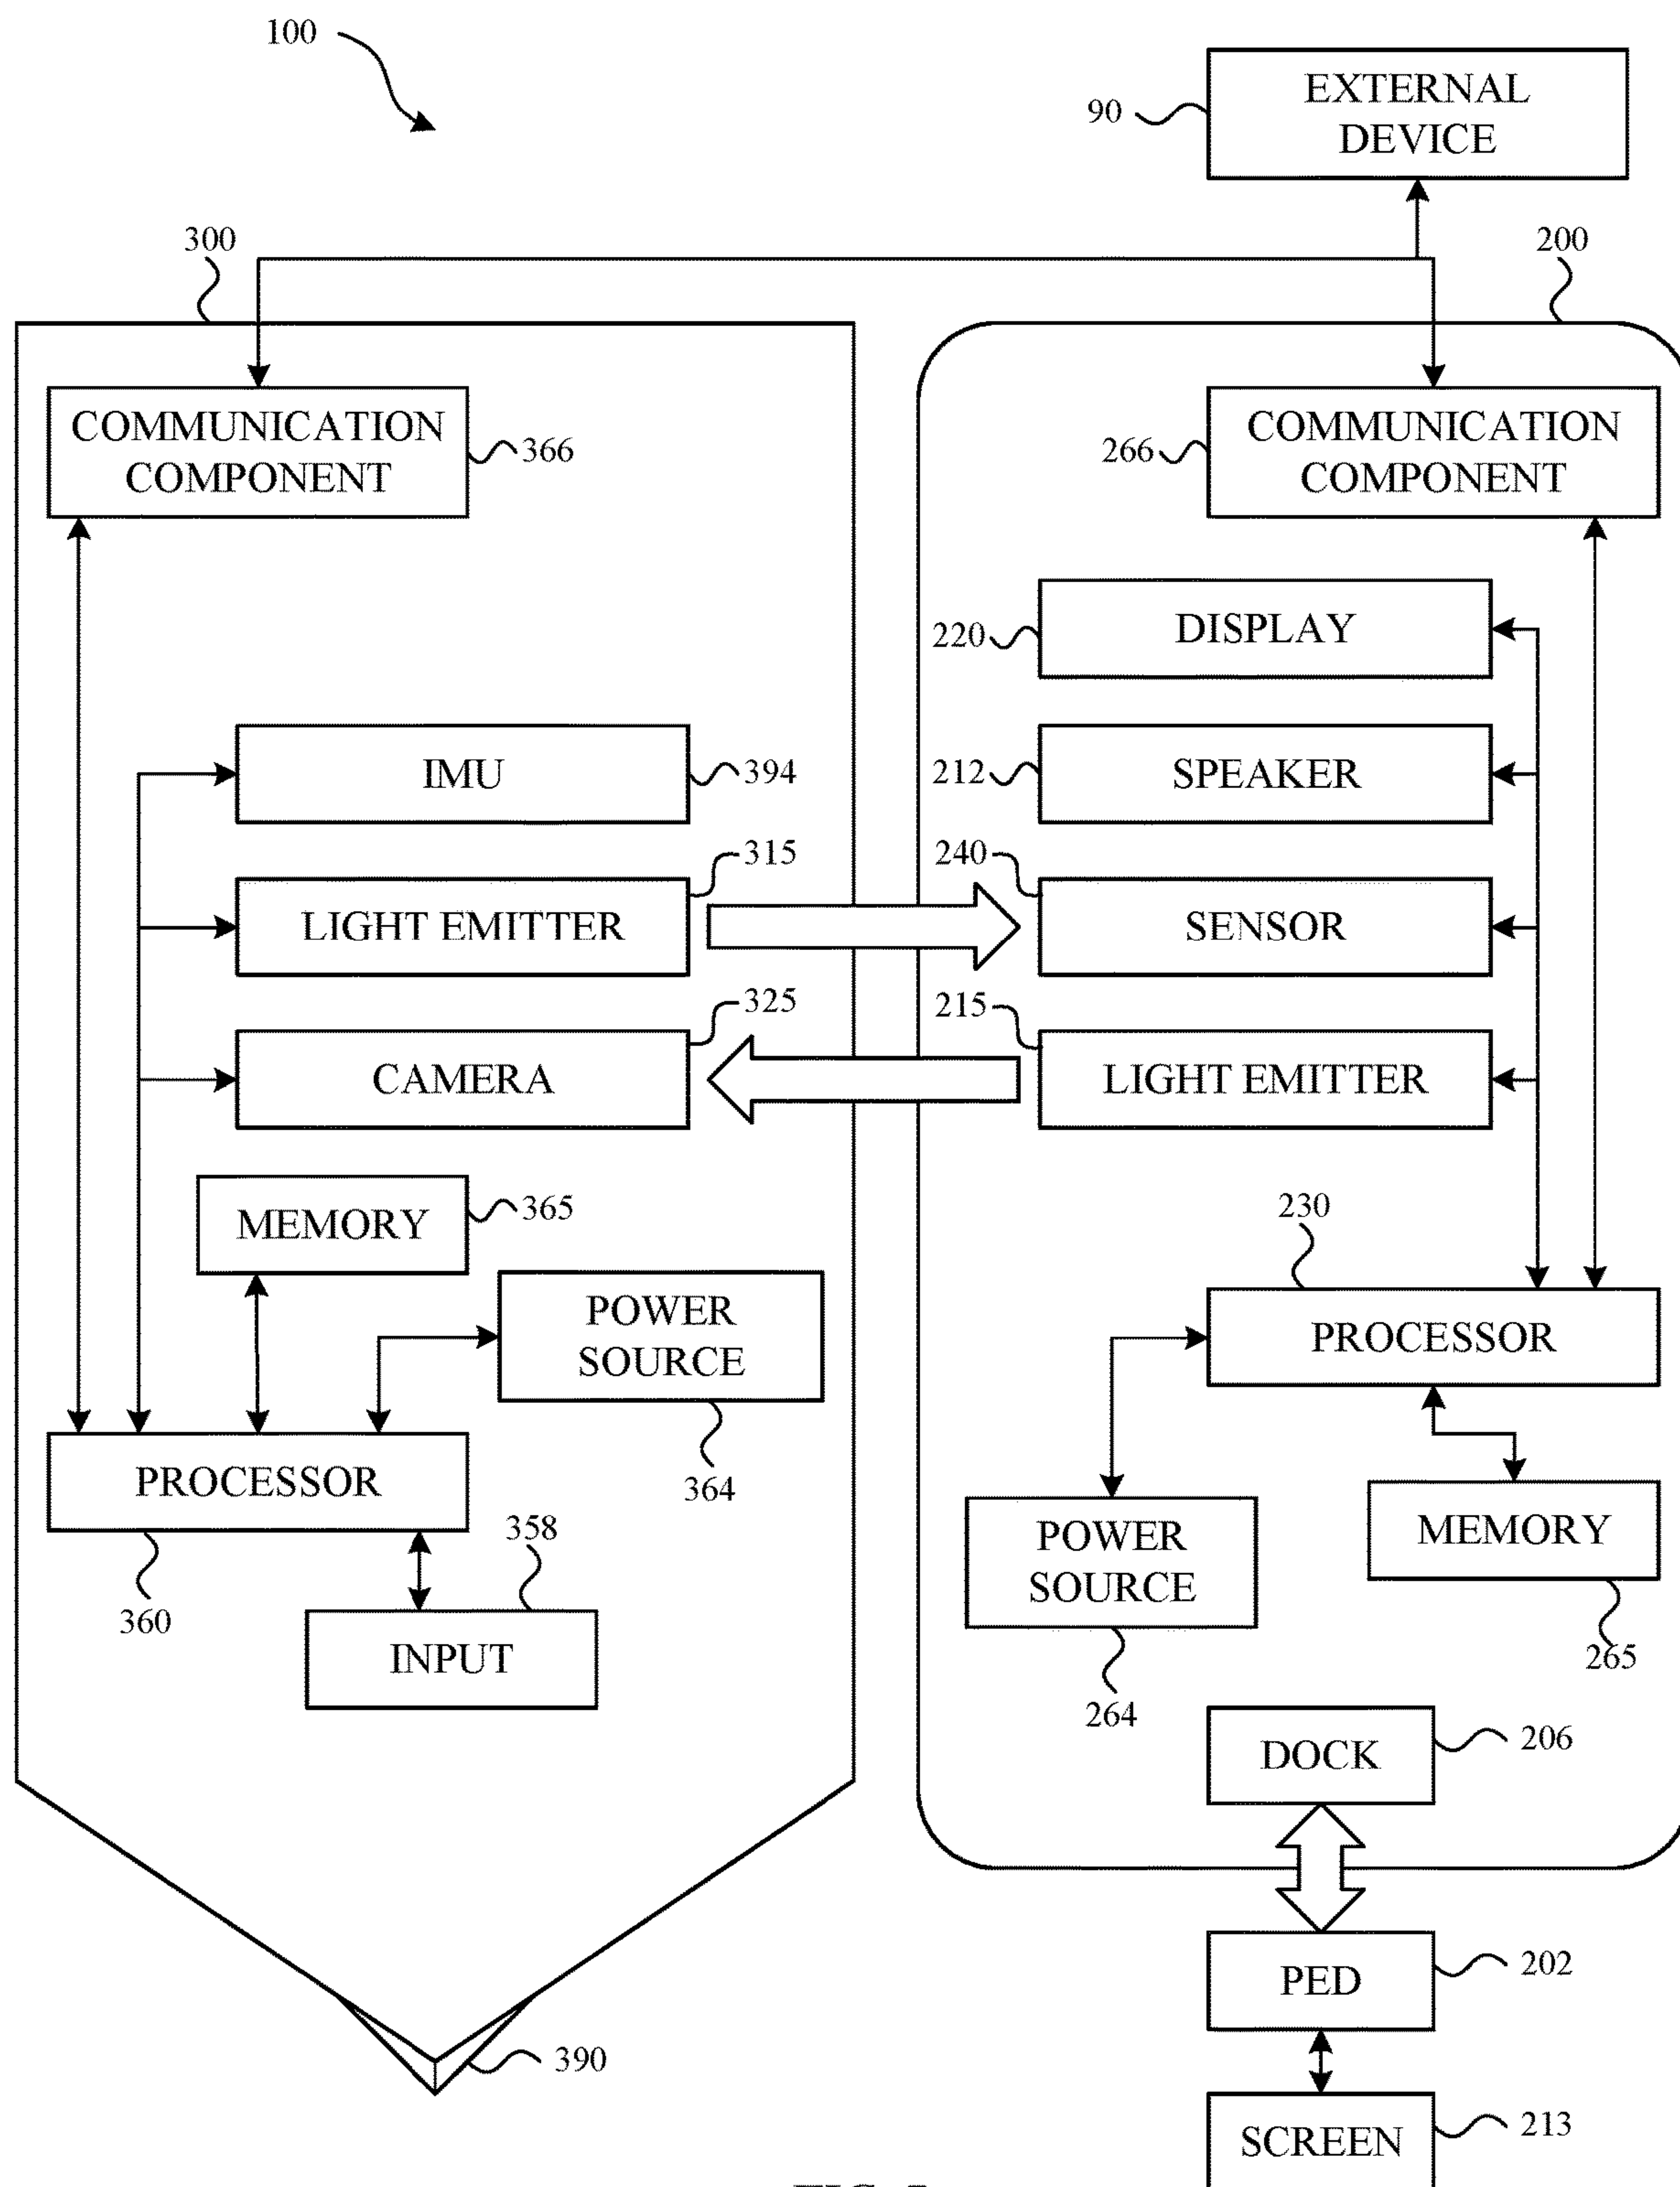 100
EXTERNAL
DEVICE
90
300
200
COMMUNICATION
COMPONENT
366
266
COMMUNICATION
COMPONENT
220
DISPLAY
IMU
394
212
SPEAKER
315
240
LIGHT EMITTER
SENSOR
325
215
CAMERA
LIGHT EMITTER
MEMORY
365
230
POWER
SOURCE
364
PROCESSOR
PROCESSOR
360
358
INPUT
POWER
SOURCE
264
MEMORY
265
DOCK
206
PED
202
390
SCREEN
213